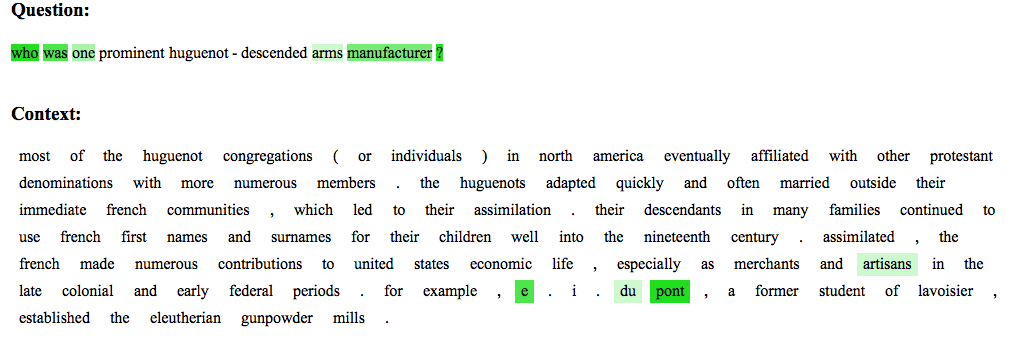 Question:
who was one prominent huguenot - descended arms manufacturer ?
Context:
most of the huguenot congregations ( or individuals ) in north america eventually affiliated with other protestant
denominations with more numerous members . the huguenots adapted quickly and often married outside their
immediate french communities , which led to their assimilation . their descendants in many families continued to
use french first names and surnames for their children well into the nineteenth century . assimilated , the
french made numerous contributions to united states economic life , especially as merchants and artisans in the
late colonial and early federal periods . for example , e . i . du pont , a former student of lavoisier ,
established the eleutherian gunpowder mills .